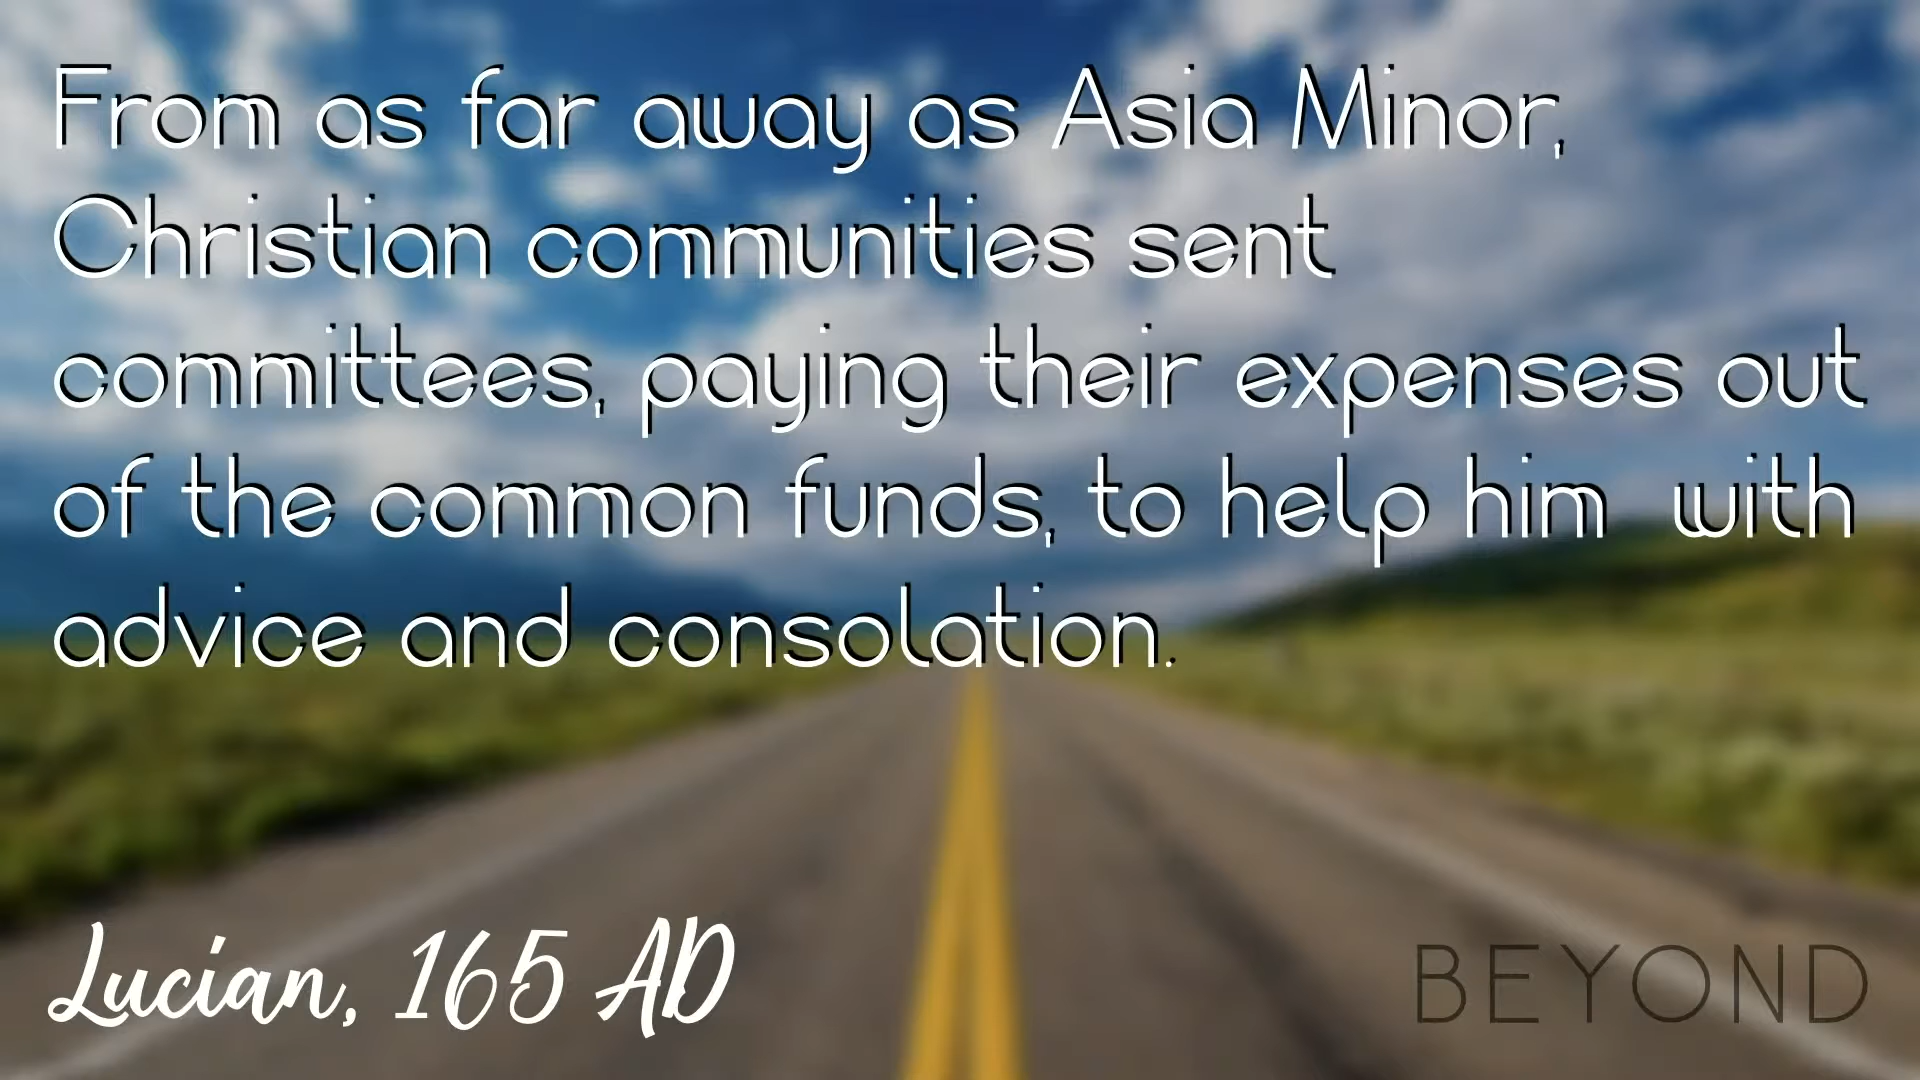 From as far away as Asia Minor,
Christian communities sent
committees, paying their expenses out
of the common funds, to help him  with
advice and consolation.
Lucian, 165 AD
BEYOND